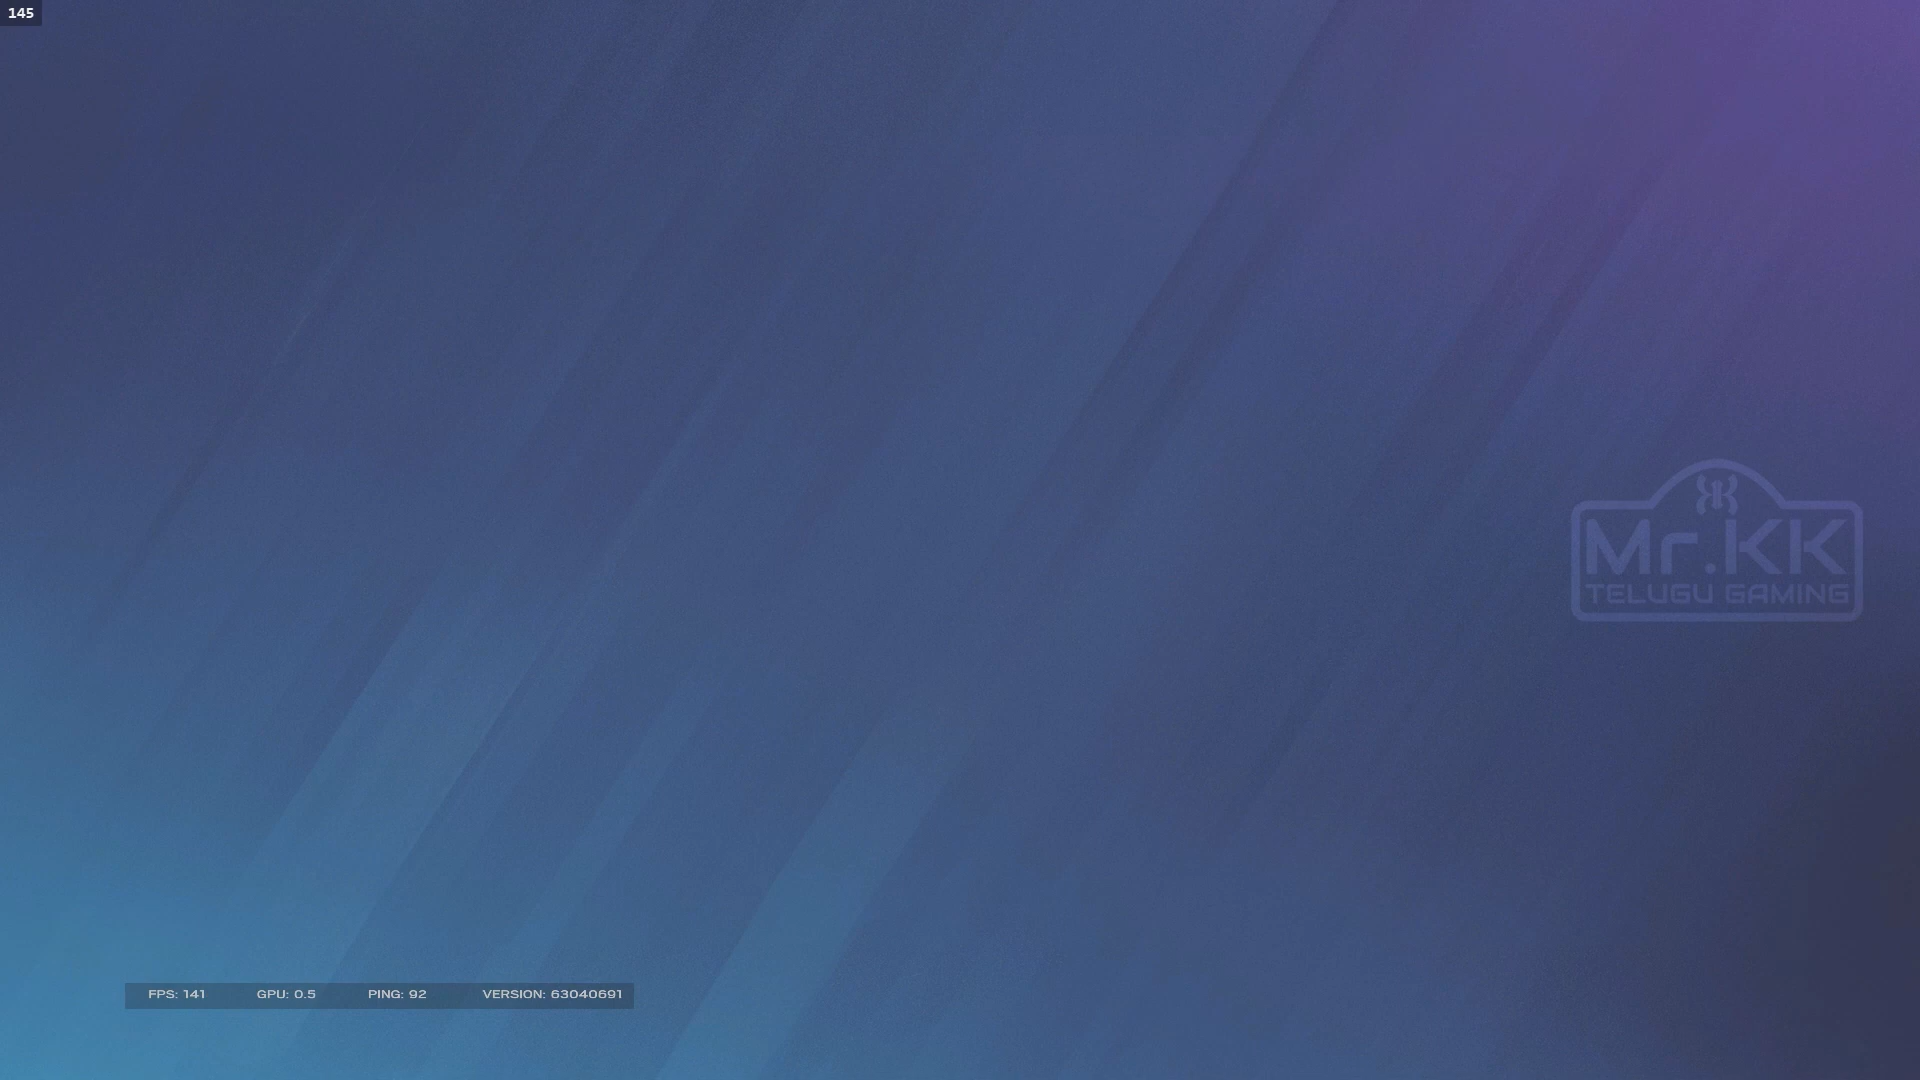 145
Mr.KK
TELUGU GAMING
FPS: 141 GPU: 0.5 PING: 92 VERSION: 63040691